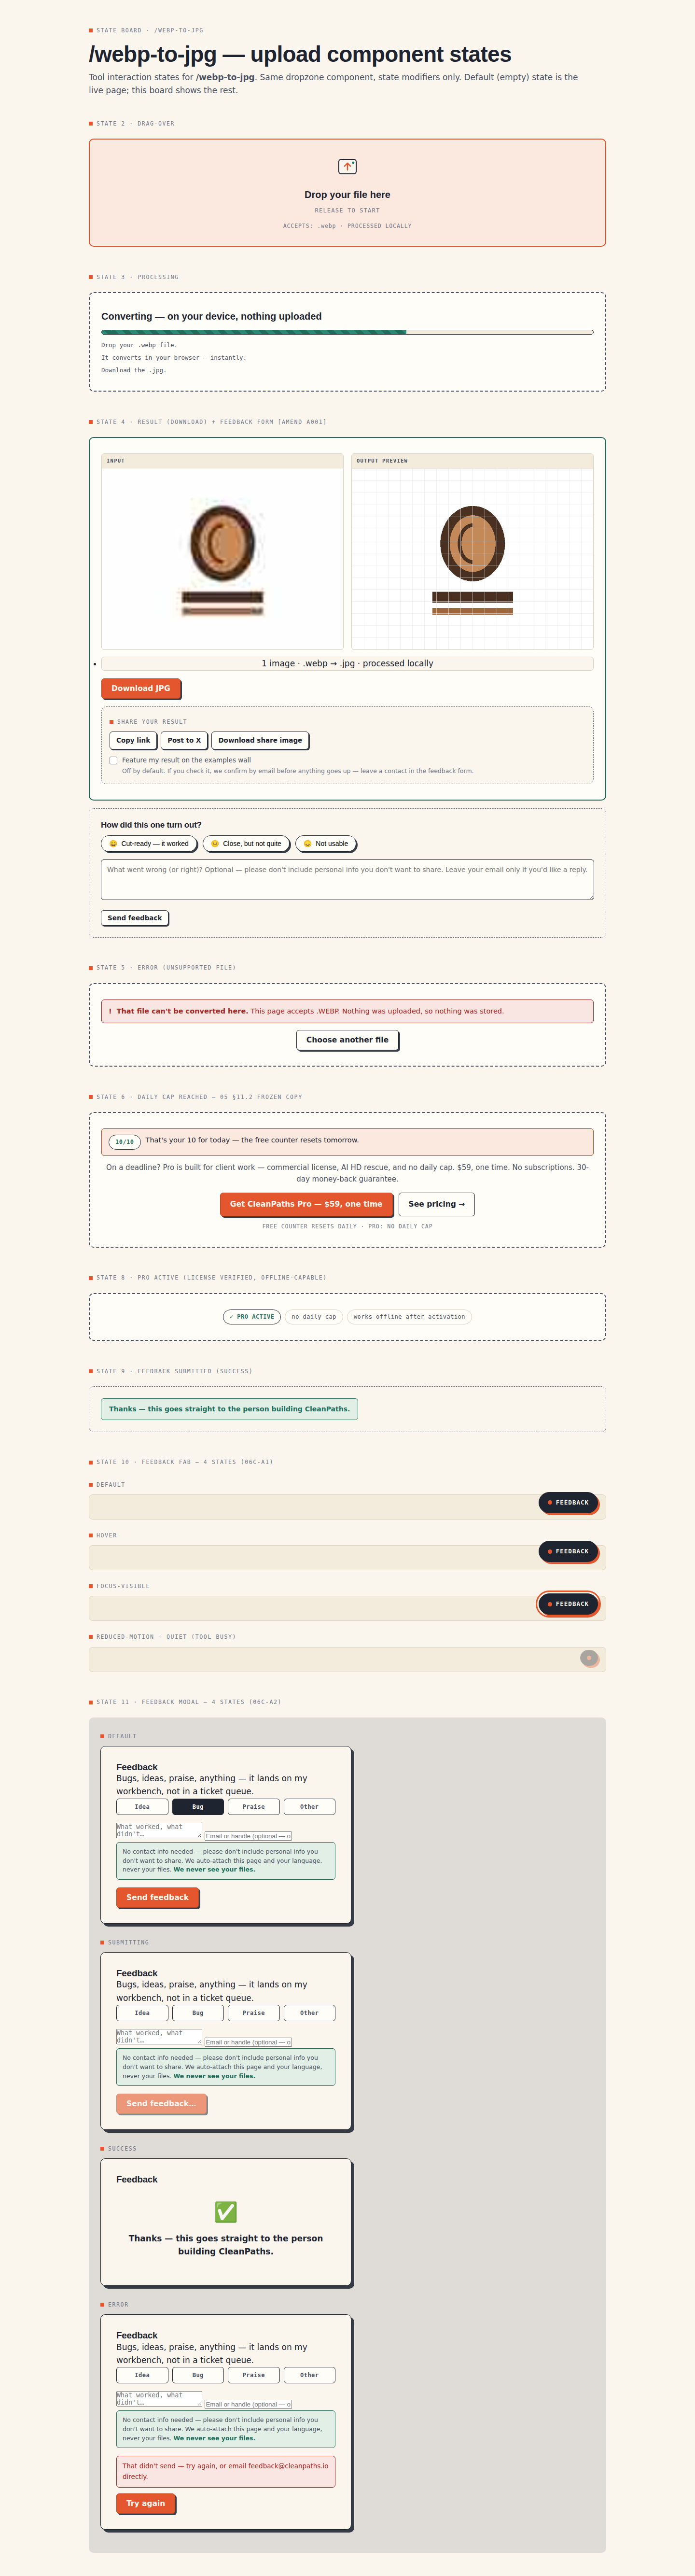 STATE BOARD · /WEBP-TO-JPG
/webp-to-jpg — upload component states
Tool interaction states for /webp-to-jpg. Same dropzone component, state modifiers only. Default (empty) state is the
live page; this board shows the rest.
STATE 2 · DRAG-OVER
Drop your file here
RELEASE TO START
ACCEPTS: .webp · PROCESSED LOCALLY
STATE 3 · PROCESSING
Converting — on your device, nothing uploaded
Drop your .webp file.
It converts in your browser — instantly.
Download the .jpg.
STATE 4 · RESULT (DOWNLOAD) + FEEDBACK FORM [AMEND A001]
INPUT
OUTPUT PREVIEW
1 image · .webp → .jpg · processed locally
Download JPG
SHARE YOUR RESULT
Copy link
Post to X
Download share image
Feature my result on the examples wall
Off by default. If you check it, we confirm by email before anything goes up — leave a contact in the feedback form.
How did this one turn out?
😄 Cut-ready — it worked
😐 Close, but not quite
😞 Not usable
What went wrong (or right)? Optional — please don't include personal info you don't want to share. Leave your email only if you'd like a reply.
Send feedback
STATE 5 · ERROR (UNSUPPORTED FILE)
! That file can't be converted here. This page accepts .WEBP. Nothing was uploaded, so nothing was stored.
Choose another file
STATE 6 · DAILY CAP REACHED — 05 §11.2 FROZEN COPY
10/10 That's your 10 for today — the free counter resets tomorrow.
On a deadline? Pro is built for client work — commercial license, AI HD rescue, and no daily cap. $59, one time. No subscriptions. 30-
day money-back guarantee.
Get CleanPaths Pro — $59, one time
See pricing →
FREE COUNTER RESETS DAILY · PRO: NO DAILY CAP
STATE 8 · PRO ACTIVE (LICENSE VERIFIED, OFFLINE-CAPABLE)
✓ PRO ACTIVE
no daily cap
works offline after activation
STATE 9 · FEEDBACK SUBMITTED (SUCCESS)
Thanks — this goes straight to the person building CleanPaths.
STATE 10 · FEEDBACK FAB — 4 STATES (06C-A1)
DEFAULT
FEEDBACK
HOVER
FEEDBACK
FOCUS-VISIBLE
FEEDBACK
REDUCED-MOTION · QUIET (TOOL BUSY)
STATE 11 · FEEDBACK MODAL — 4 STATES (06C-A2)
DEFAULT
Feedback
Bugs, ideas, praise, anything — it lands on my
workbench, not in a ticket queue.
Idea
Bug
Praise
Other
What worked, what
didn't…
Email or handle (optional — o
No contact info needed — please don't include personal info you
don't want to share. We auto-attach this page and your language,
never your files. We never see your files.
Send feedback
SUBMITTING
Feedback
Bugs, ideas, praise, anything — it lands on my
workbench, not in a ticket queue.
Idea
Bug
Praise
Other
What worked, what
didn't…
Email or handle (optional — o
No contact info needed — please don't include personal info you
don't want to share. We auto-attach this page and your language,
never your files. We never see your files.
Send feedback…
SUCCESS
Feedback
Thanks — this goes straight to the person
building CleanPaths.
ERROR
Feedback
Bugs, ideas, praise, anything — it lands on my
workbench, not in a ticket queue.
Idea
Bug
Praise
Other
What worked, what
didn't…
Email or handle (optional — o
No contact info needed — please don't include personal info you
don't want to share. We auto-attach this page and your language,
never your files. We never see your files.
That didn't send — try again, or email feedback@cleanpaths.io
directly.
Try again